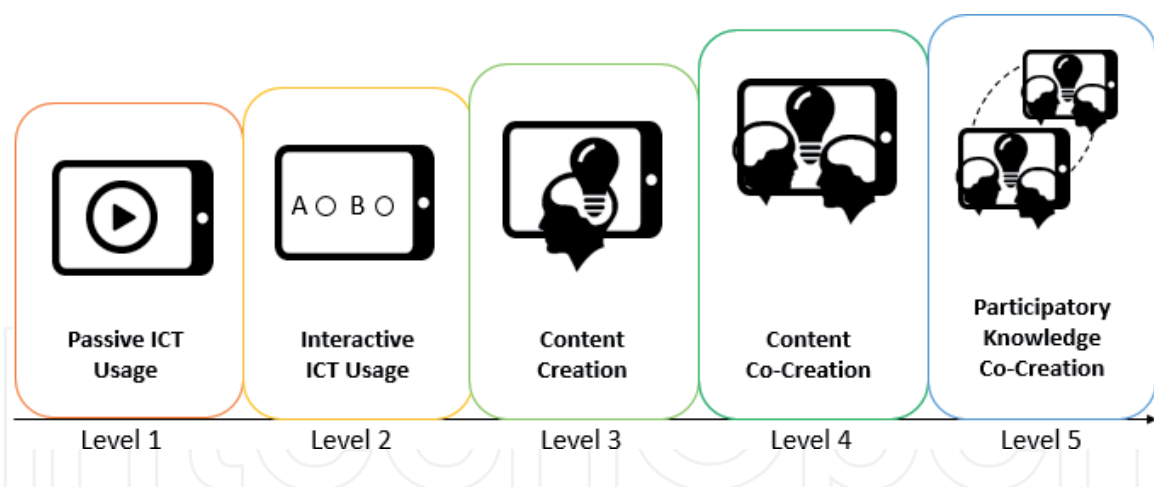 A ○ B ○
Passive ICT
Usage
Interactive
ICT Usage
Content
Creation
Content
Co-Creation
Participatory
Knowledge
Co-Creation
Level 1
Level 2
Level 3
Level 4
Level 5